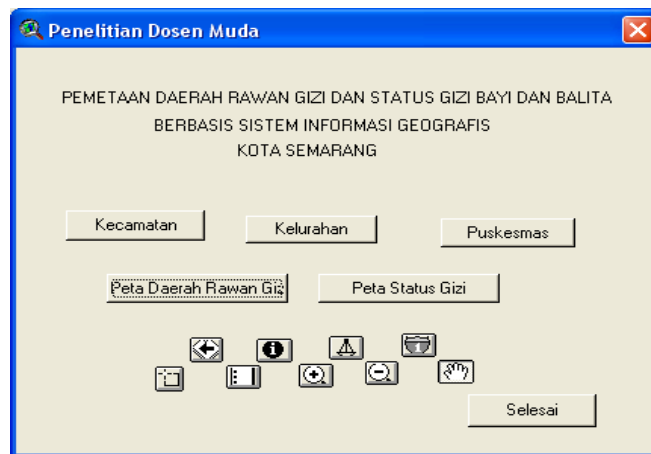 Penelitian Dosen Muda
PEMETAAN DAERAH RAWAN GIZI DAN STATUS GIZI BAYI DAN BALITA
BERBASIS SISTEM INFORMASI GEOGRAFIS
KOTA SEMARANG
Kecamatan
Kelurahan
Puskesmas
Peta Daerah Rawan Giz
Peta Status Gizi
Selesai